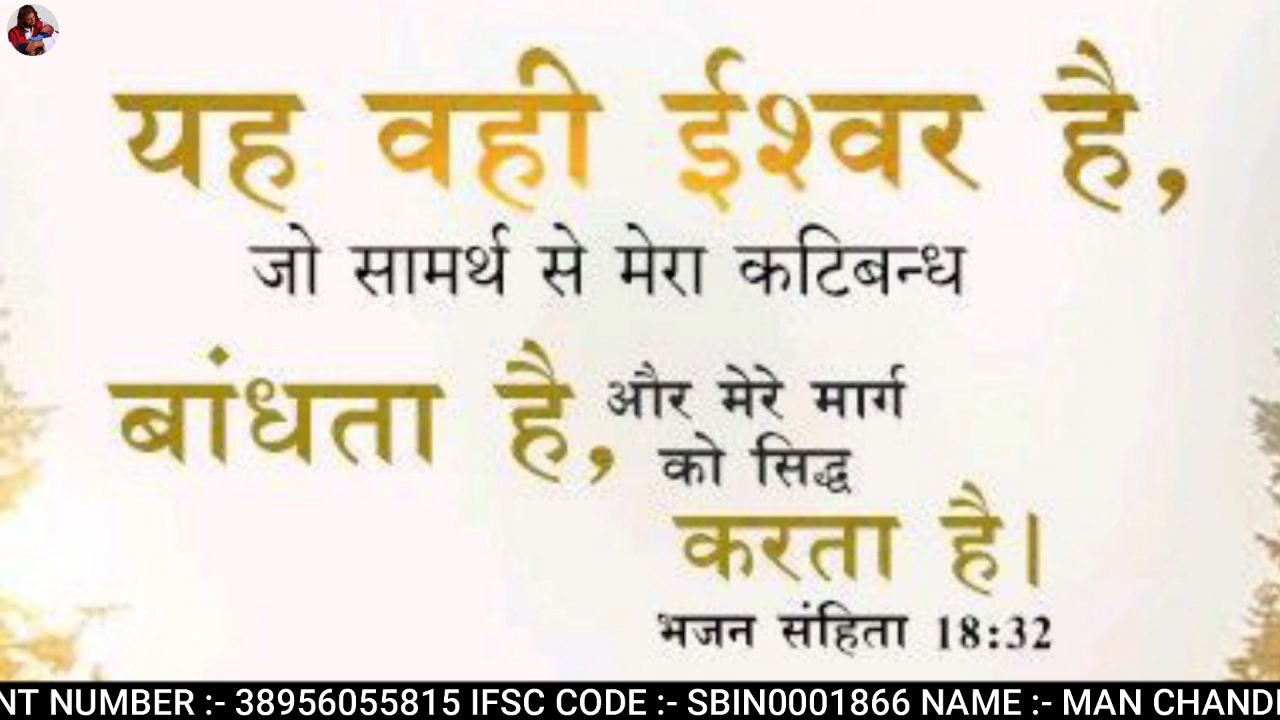 यह वही ईश्वर है,
जो सामर्थ से मेरा कटिबन्ध
बांधता है, और मेरे मार्ग
को सिद्ध
करता है।
भजन संहिता 18:32
NT NUMBER :- 38956055815 IFSC CODE :- SBIN0001866 NAME :- MAN CHAND